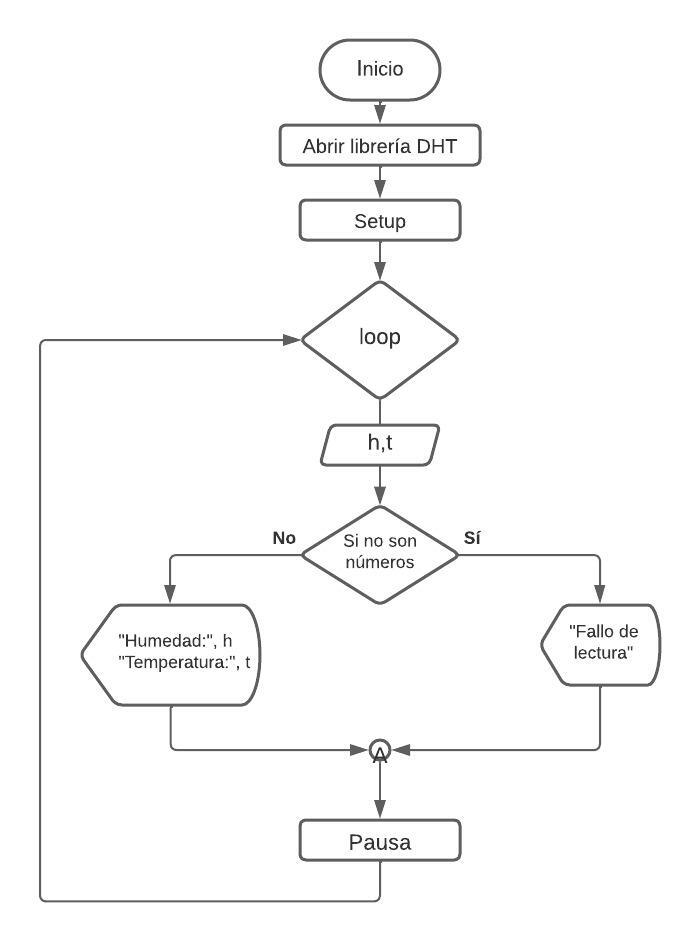 Inicio
Abrir librería DHT
Setup
loop
h,t
No
Si no son
números
Sí
"Humedad:", h
"Temperatura:", t
"Fallo de
lectura"
A
Pausa